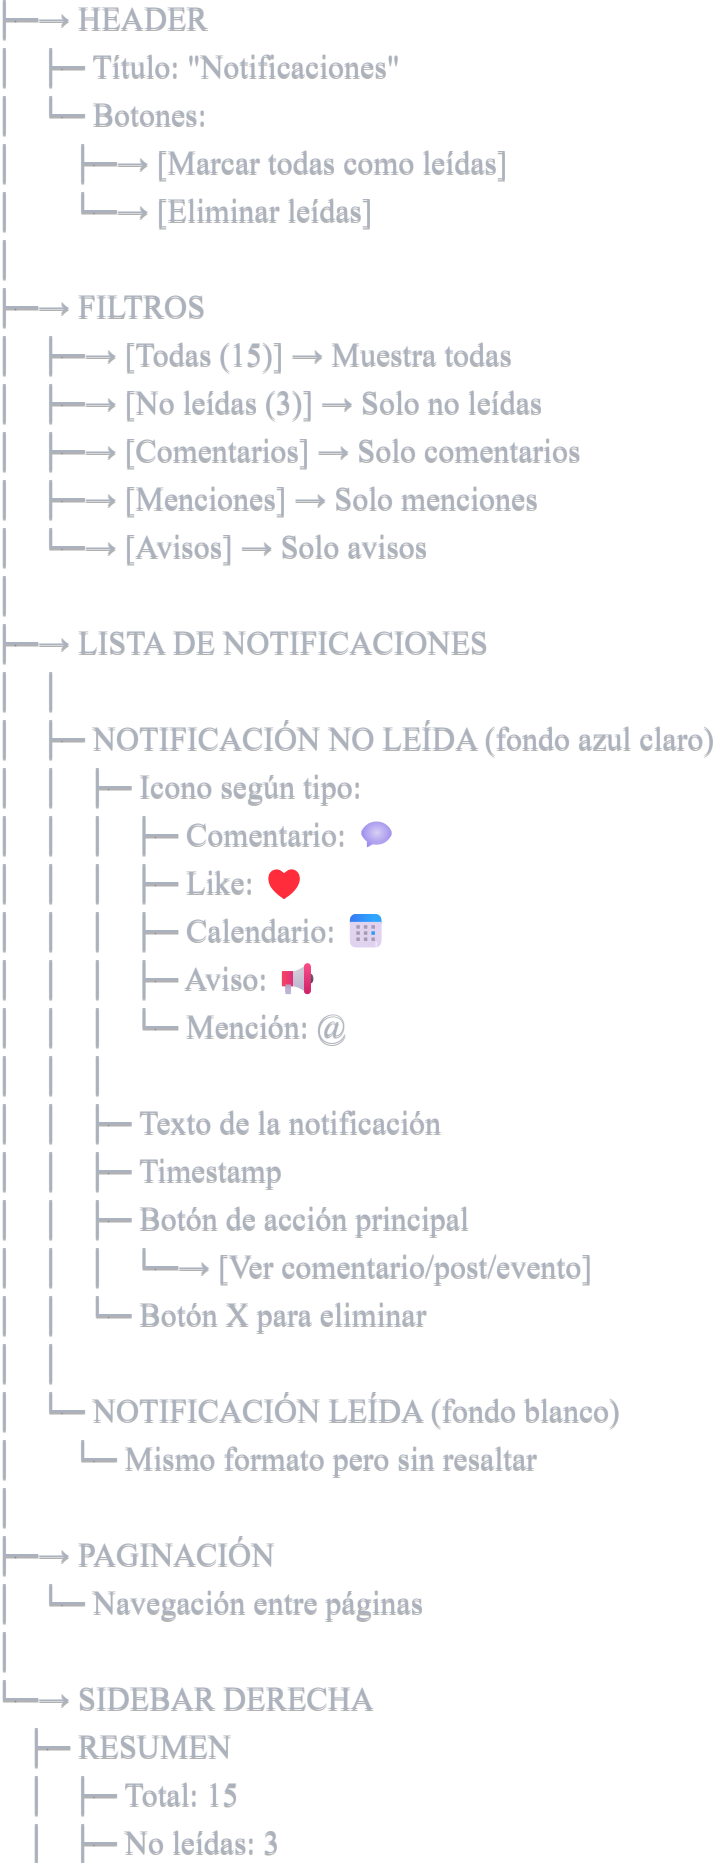 ├─→ HEADER
│ ├─ Título: "Notificaciones"
│ └─ Botones:
│ ├─→ [Marcar todas como leídas]
│ └─→ [Eliminar leídas]
│
├─→ FILTROS
│ ├─→ [Todas (15)] → Muestra todas
│ ├─→ [No leídas (3)] → Solo no leídas
│ ├─→ [Comentarios] → Solo comentarios
│ ├─→ [Menciones] → Solo menciones
│ └─→ [Avisos] → Solo avisos
│
├─→ LISTA DE NOTIFICACIONES
│ │
│ ├─ NOTIFICACIÓN NO LEÍDA (fondo azul claro)
│ │ ├─ Icono según tipo:
│ │ │ ├─ Comentario: 💬
│ │ │ ├─ Like: ❤️
│ │ │ ├─ Calendario: 📅
│ │ │ ├─ Aviso: 📢
│ │ │ └─ Mención: @
│ │ │
│ │ ├─ Texto de la notificación
│ │ ├─ Timestamp
│ │ ├─ Botón de acción principal
│ │ │ └─→ [Ver comentario/post/evento]
│ │ └─ Botón X para eliminar
│ │
│ └─ NOTIFICACIÓN LEÍDA (fondo blanco)
│ └─ Mismo formato pero sin resaltar
│
├─→ PAGINACIÓN
│ └─ Navegación entre páginas
│
└─→ SIDEBAR DERECHA
├─ RESUMEN
│ ├─ Total: 15
│ ├─ No leídas: 3